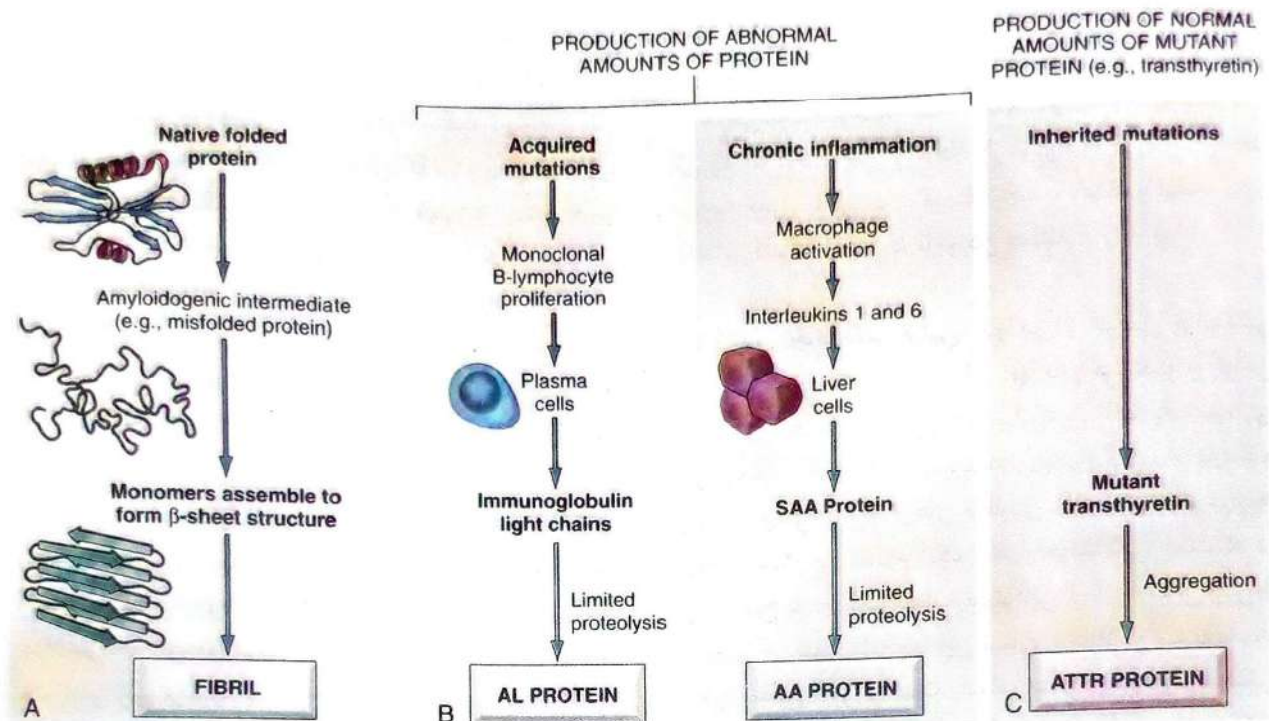 PRODUCTION OF ABNORMAL
AMOUNTS OF PROTEIN
PRODUCTION OF NORMAL
AMOUNTS OF MUTANT
PROTEIN (e.g., transthyretin)
Native folded
protein
Amyloidogenic intermediate
(e.g., misfolded protein)
Monomers assemble to
form β-sheet structure
FIBRIL
A
Acquired
mutations
Monoclonal
B-lymphocyte
proliferation
Plasma
cells
Immunoglobulin
light chains
Limited
proteolysis
AL PROTEIN
B
Chronic inflammation
Macrophage
activation
Interleukins 1 and 6
Liver
cells
SAA Protein
Limited
proteolysis
AA PROTEIN
Inherited mutations
Mutant
transthyretin
Aggregation
ATTR PROTEIN
C